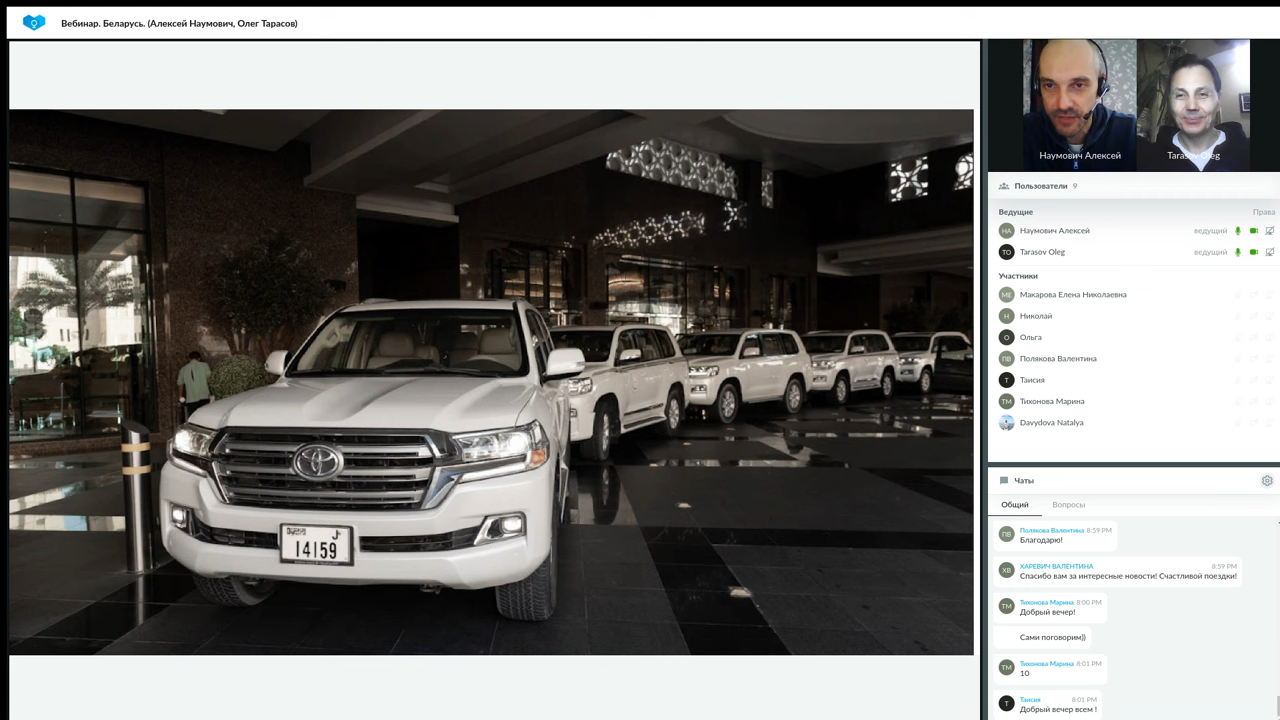 Вебинар. Беларусь. (Алексей Наумович, Олег Тарасов)
14159
Наумович Алексей
Tarasov Oleg
Пользователи 9
Ведущие Права
НА Наумович Алексей ведущий
TO Tarasov Oleg ведущий
Участники
МЕ Макарова Елена Николаевна
Н Николай
О Ольга
ПВ Полякова Валентина
Т Таисия
ТМ Тихонова Марина
Davydova Natalya
Чаты
Общий Вопросы
ПВ Полякова Валентина 8:59 PM
Благодарю!
ХВ ХАРЕВИЧ ВАЛЕНТИНА 8:59 PM
Спасибо вам за интересные новости! Счастливой поездки!
ТМ Тихонова Марина 8:00 PM
Добрый вечер!
Сами поговорим))
ТМ Тихонова Марина 8:01 PM
10
Т Таисия 8:01 PM
Добрый вечер всем !